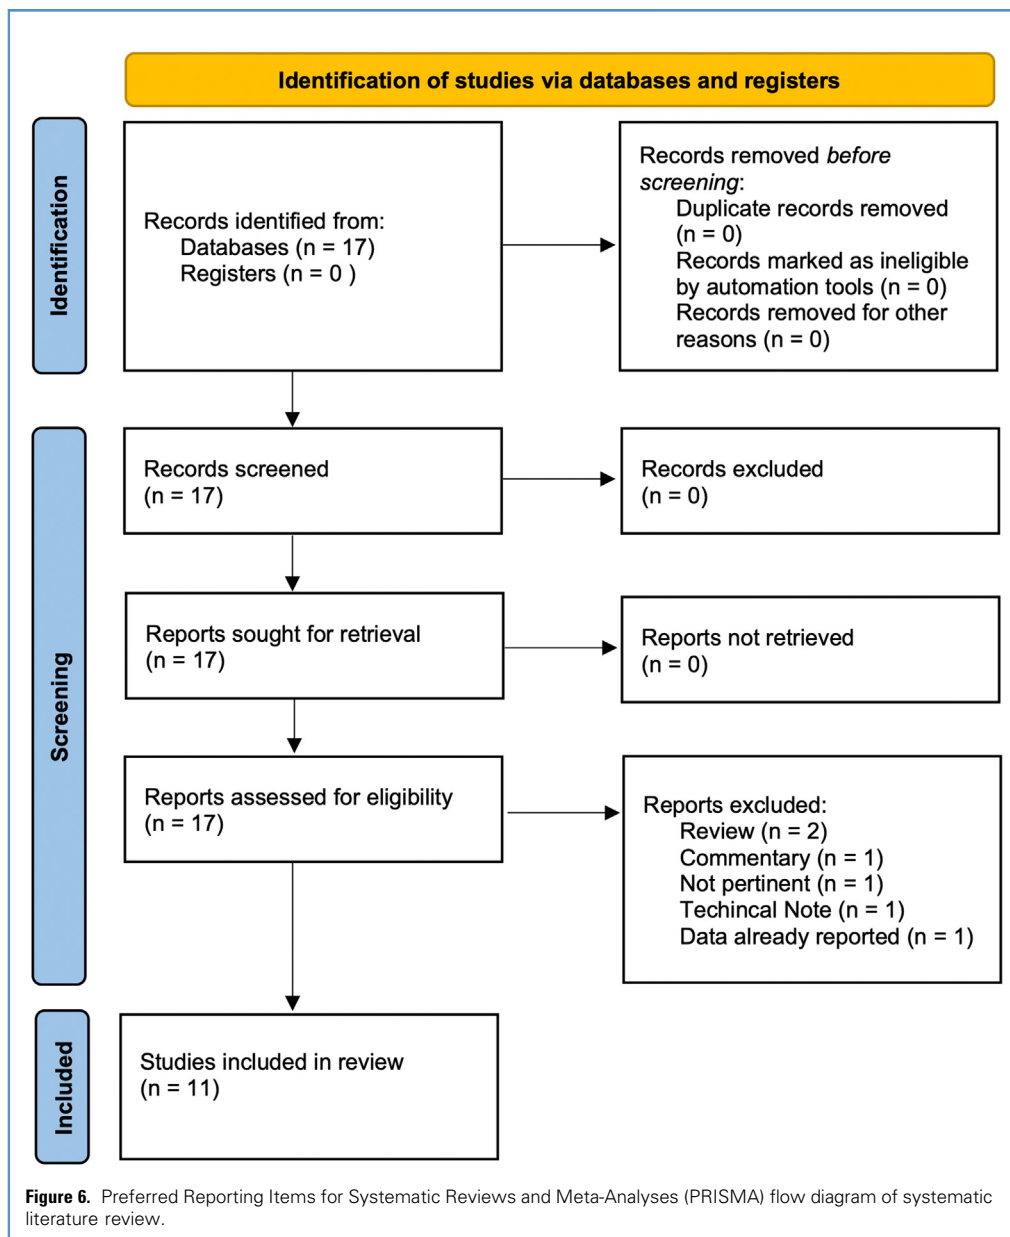 Identification of studies via databases and registers
Identification
Records identified from:
Databases (n = 17)
Registers (n = 0 )
Records removed before
screening:
Duplicate records removed
(n = 0)
Records marked as ineligible
by automation tools (n = 0)
Records removed for other
reasons (n = 0)
Screening
Records screened
(n = 17)
Records excluded
(n = 0)
Reports sought for retrieval
(n = 17)
Reports not retrieved
(n = 0)
Reports assessed for eligibility
(n = 17)
Reports excluded:
Review (n = 2)
Commentary (n = 1)
Not pertinent (n = 1)
Techincal Note (n = 1)
Data already reported (n = 1)
Included
Studies included in review
(n = 11)
Figure 6. Preferred Reporting Items for Systematic Reviews and Meta-Analyses (PRISMA) flow diagram of systematic
literature review.